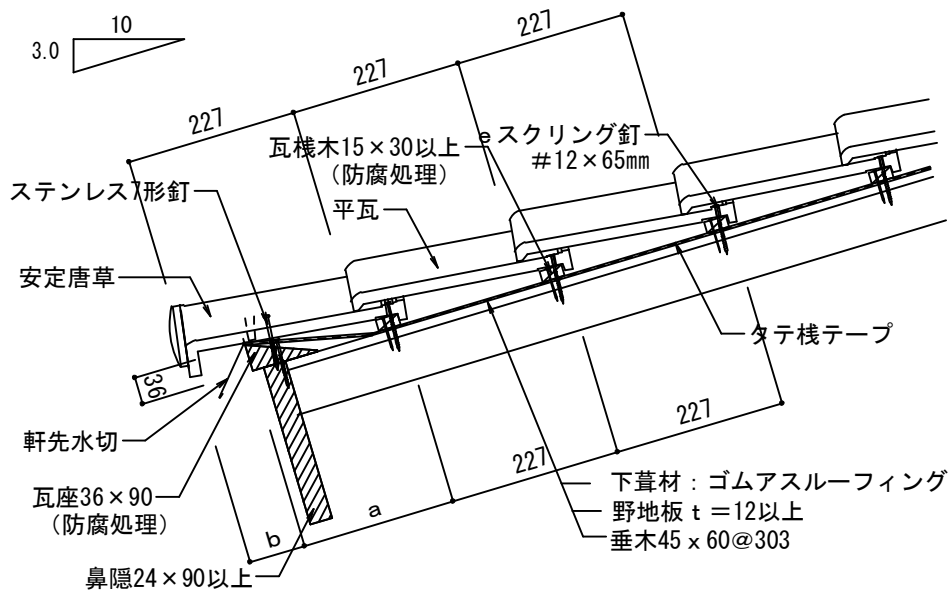 10
3.0
227
227
227
瓦桟木15×30以上
(防腐処理)
eスクリング釘
#12×65mm
ステンレス7形釘
平瓦
安定唐草
タテ桟テープ
36
軒先水切
瓦座36×90
(防腐処理)
鼻隠24×90以上
b
a
227
227
下葺材:ゴムアスルーフィング
野地板t=12以上
垂木45x60@303